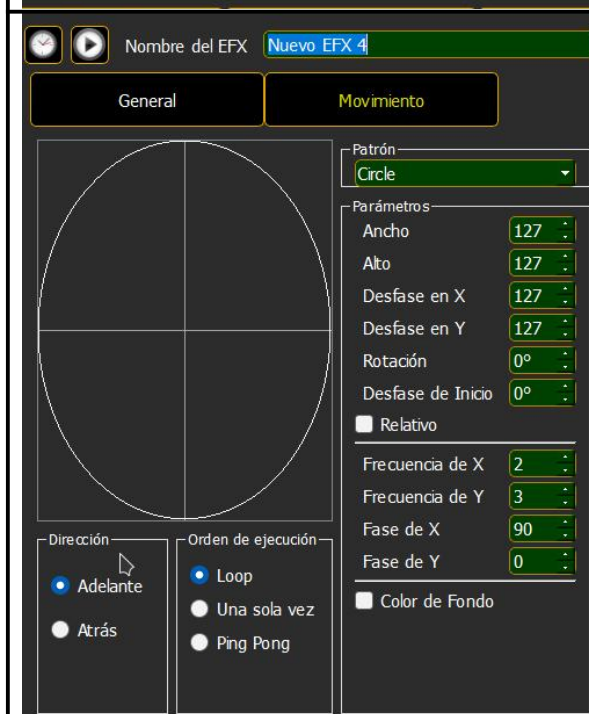 Nombre del EFX Nuevo EFX 4
General Movimiento
Patrón
Circle
Parámetros
Ancho 127
Alto 127
Desfase en X 127
Desfase en Y 127
Rotación 0º
Desfase de Inicio 0º
Relativo
Frecuencia de X 2
Frecuencia de Y 3
Fase de X 90
Fase de Y 0
Color de Fondo
Dirección
Adelante
Atrás
Orden de ejecución
Loop
Una sola vez
Ping Pong